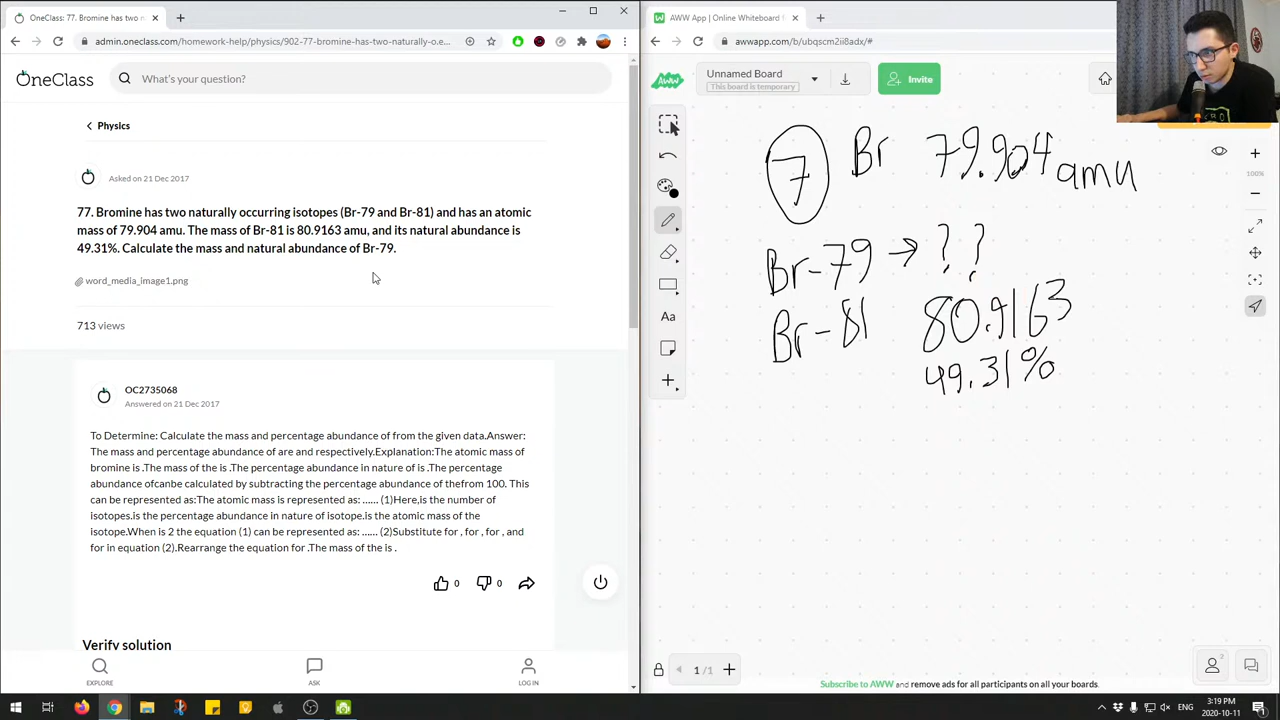 OneClass: 77. Bromine has two n
admin.oneclass.com/homework-help/physics/902-77-bromine-has-two-naturally-o.e...
OneClass
What's your question?
Physics
Asked on 21 Dec 2017
77. Bromine has two naturally occurring isotopes (Br-79 and Br-81) and has an atomic
mass of 79.904 amu. The mass of Br-81 is 80.9163 amu, and its natural abundance is
49.31%. Calculate the mass and natural abundance of Br-79.
word_media_image1.png
713 views
OC2735068
Answered on 21 Dec 2017
To Determine: Calculate the mass and percentage abundance of from the given data.Answer:
The mass and percentage abundance of are and respectively.Explanation:The atomic mass of
bromine is .The mass of the is .The percentage abundance in nature of is .The percentage
abundance ofcanbe calculated by subtracting the percentage abundance of thefrom 100. This
can be represented as:The atomic mass is represented as: ...... (1)Here,is the number of
isotopes.is the percentage abundance in nature of isotope.is the atomic mass of the
isotope.When is 2 the equation (1) can be represented as: ...... (2)Substitute for , for , for , and
for in equation (2).Rearrange the equation for .The mass of the is .
0
0
Verify solution
EXPLORE
ASK
LOG IN
AWW App | Online Whiteboard f
awwapp.com/b/ubqscm2ii8adx/#
AWW
Unnamed Board
This board is temporary
Invite
100%
Aa
7 Br 79.904 amu
Br-79 → ? ?
Br-81 80.9163
49.31%
1 /1
Subscribe to AWW and remove ads for all participants on all your boards.
ENG
3:19 PM
2020-10-11